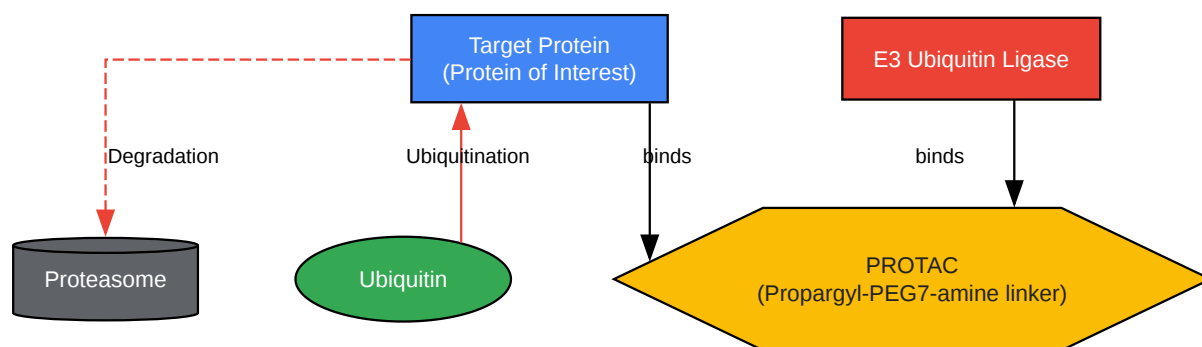 Target Protein
(Protein of Interest)
E3 Ubiquitin Ligase
Degradation
Ubiquitination
binds
binds
Proteasome
Ubiquitin
PROTAC
(Propargyl-PEG7-amine linker)